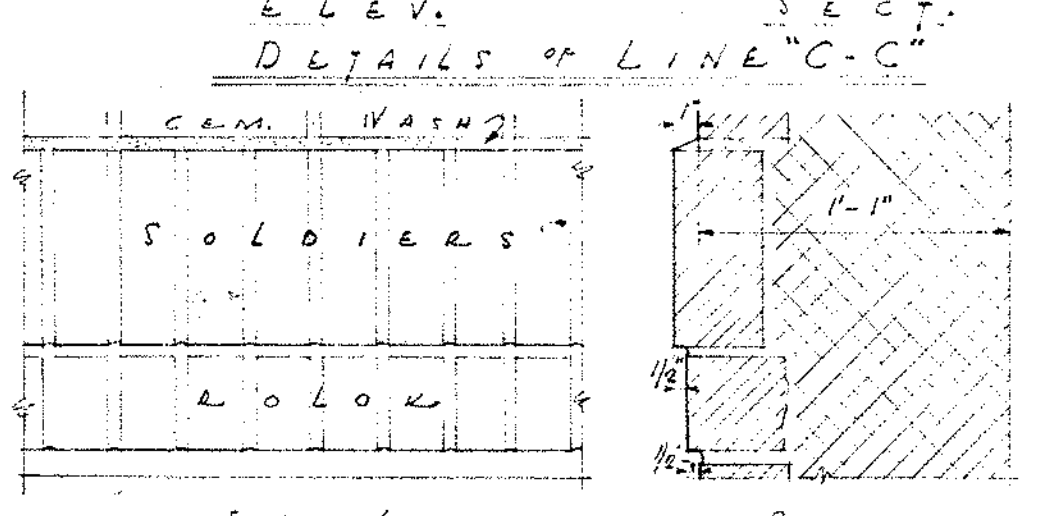 ELEV. SECT.
DETAILS OF LINE "C-C"
CEM. WASH
1"
SOLDIERS
1'-1"
1/2"
ROLOK
1/2"